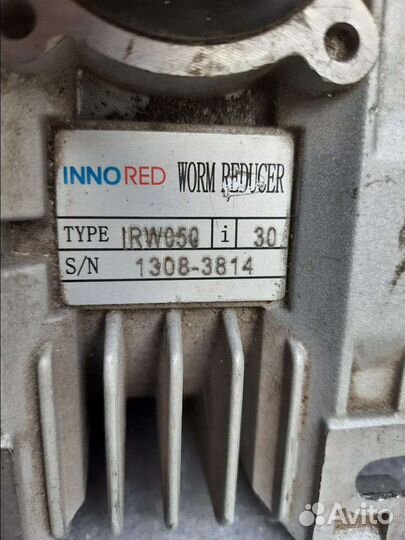 INNORED WORM REDUCER
TYPE IRW050 i 30
S/N 1308-3814
Avito